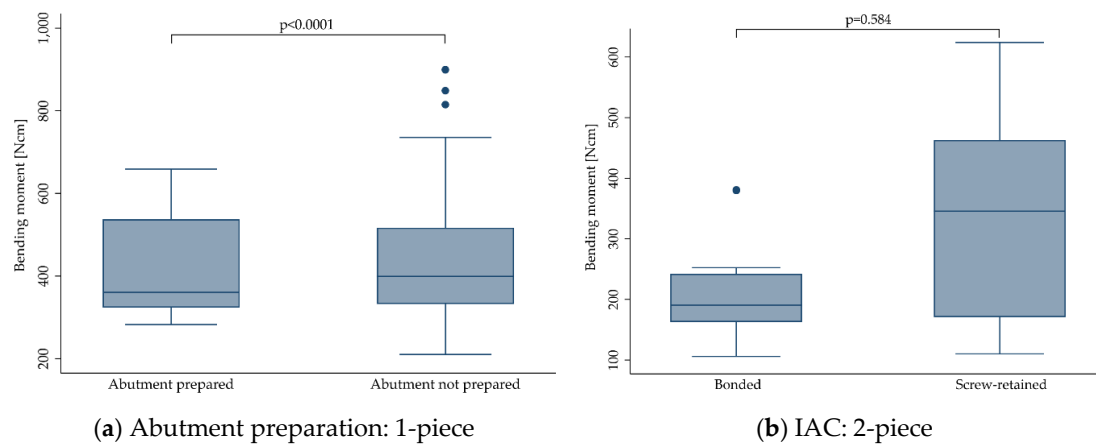 p<0.0001
Bending moment [Ncm]
1,000
800
600
400
200
Abutment prepared Abutment not prepared
(a) Abutment preparation: 1-piece
p=0.584
Bending moment [Ncm]
600
500
400
300
200
100
Bonded Screw-retained
(b) IAC: 2-piece